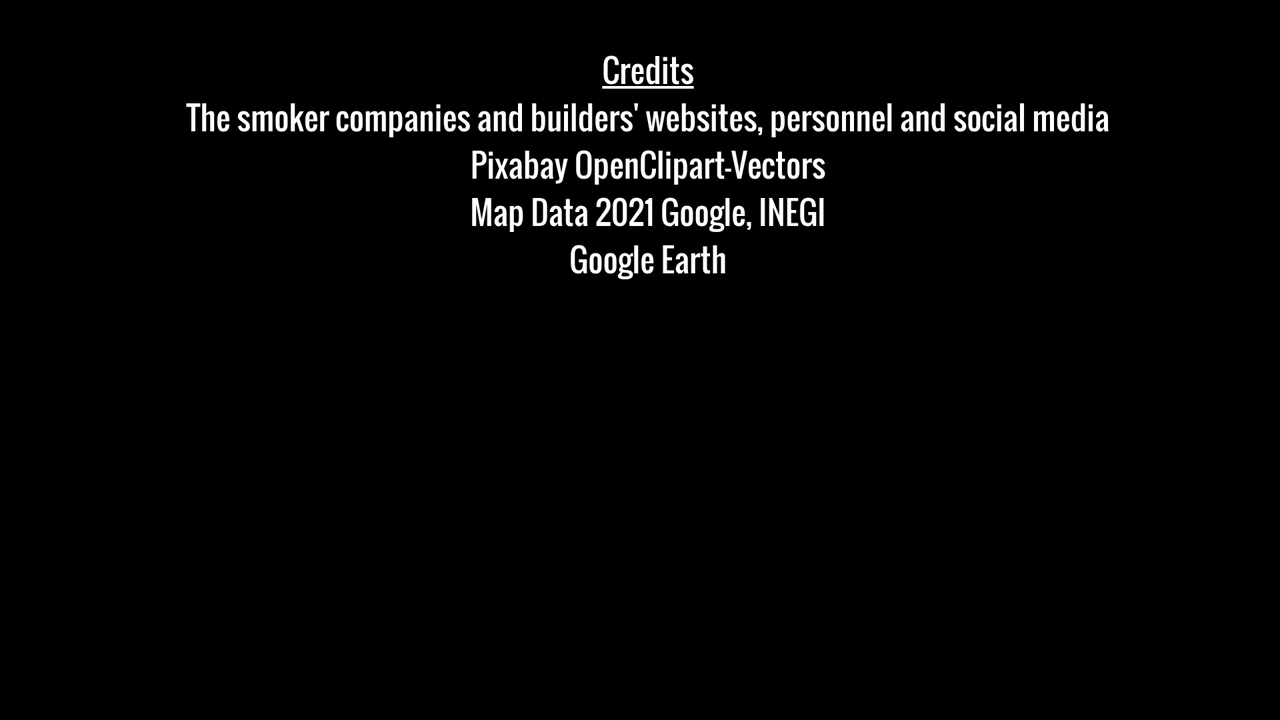 Credits
The smoker companies and builders' websites, personnel and social media
Pixabay OpenClipart-Vectors
Map Data 2021 Google, INEGI
Google Earth